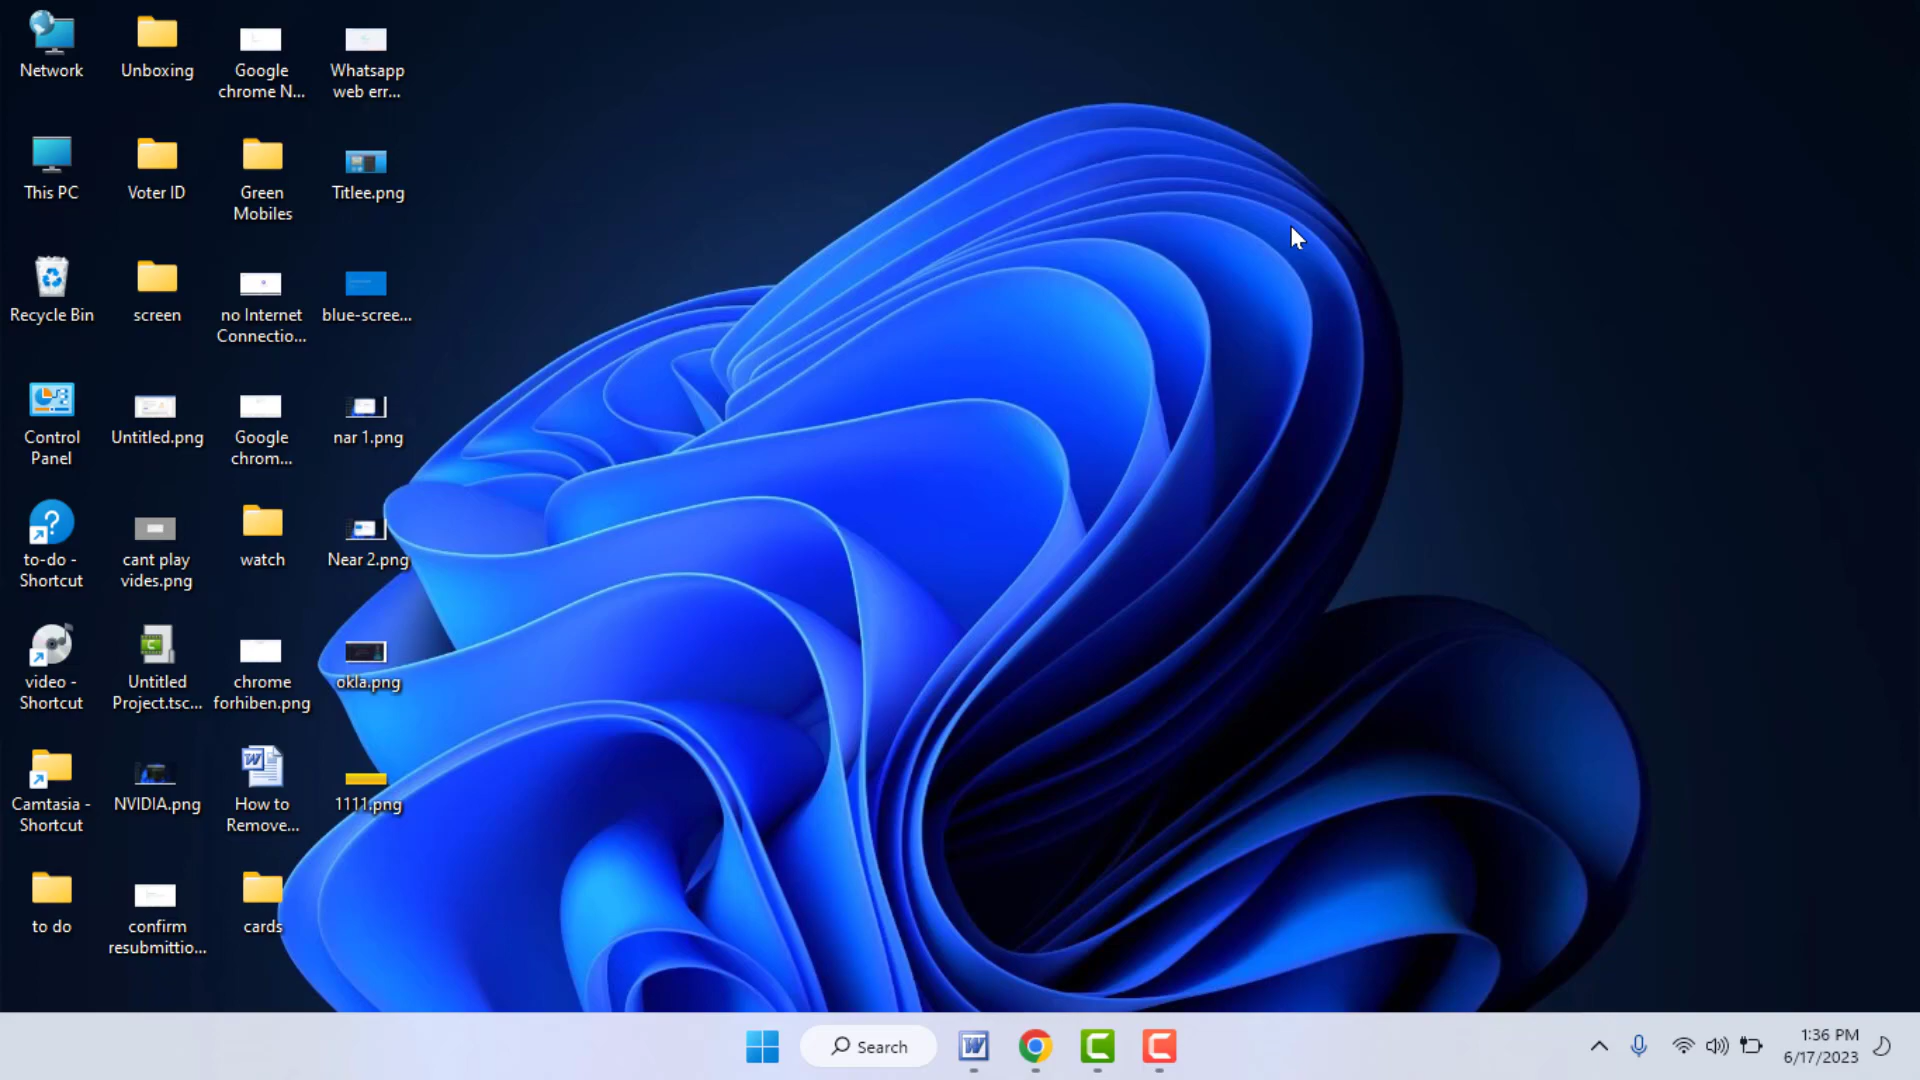 Network
Unboxing
Google
chrome N...
Whatsapp
web err...
This PC
Voter ID
Green
Mobiles
Titlee.png
Recycle Bin
screen
no Internet
Connectio...
blue-scree...
Control
Panel
Untitled.png
Google
chrom...
nar 1.png
to-do -
Shortcut
cant play
vides.png
watch
Near 2.png
video -
Shortcut
Untitled
Project.tsc...
chrome
forhiben.png
okla.png
Camtasia -
Shortcut
NVIDIA.png
How to
Remove...
1111.png
to do
confirm
resubmittio...
cards
Search
1:36 PM
6/17/2023